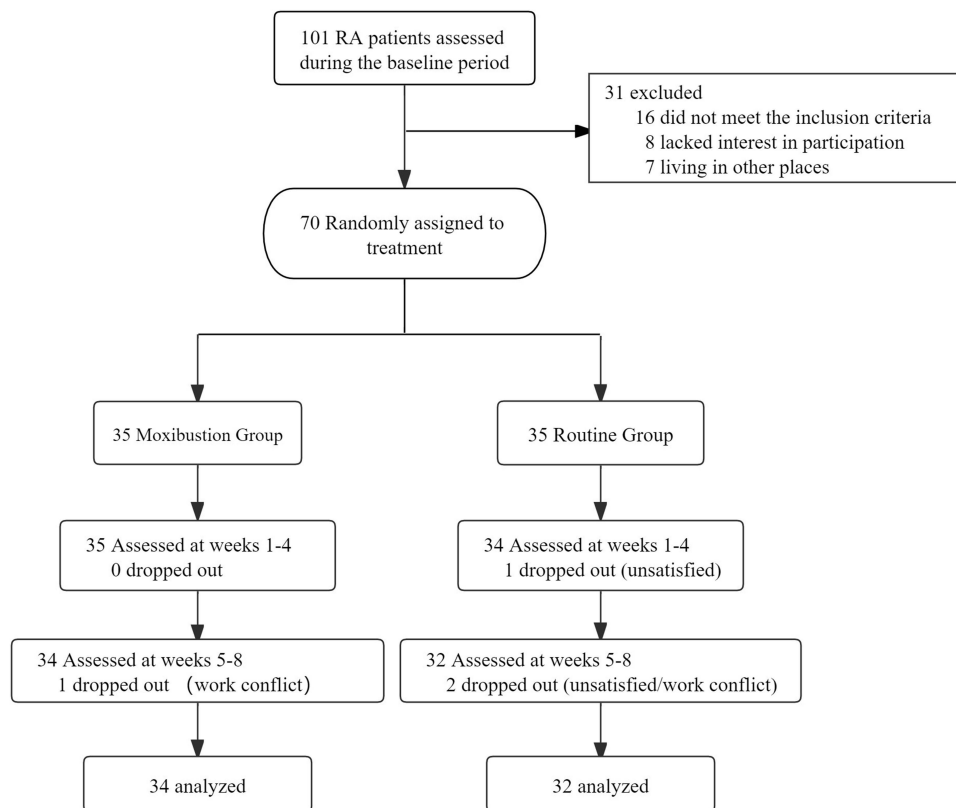 101 RA patients assessed
during the baseline period
31 excluded
16 did not meet the inclusion criteria
8 lacked interest in participation
7 living in other places
70 Randomly assigned to
treatment
35 Moxibustion Group
35 Routine Group
35 Assessed at weeks 1-4
0 dropped out
34 Assessed at weeks 1-4
1 dropped out (unsatisfied)
34 Assessed at weeks 5-8
1 dropped out （work conflict）
32 Assessed at weeks 5-8
2 dropped out (unsatisfied/work conflict)
34 analyzed
32 analyzed